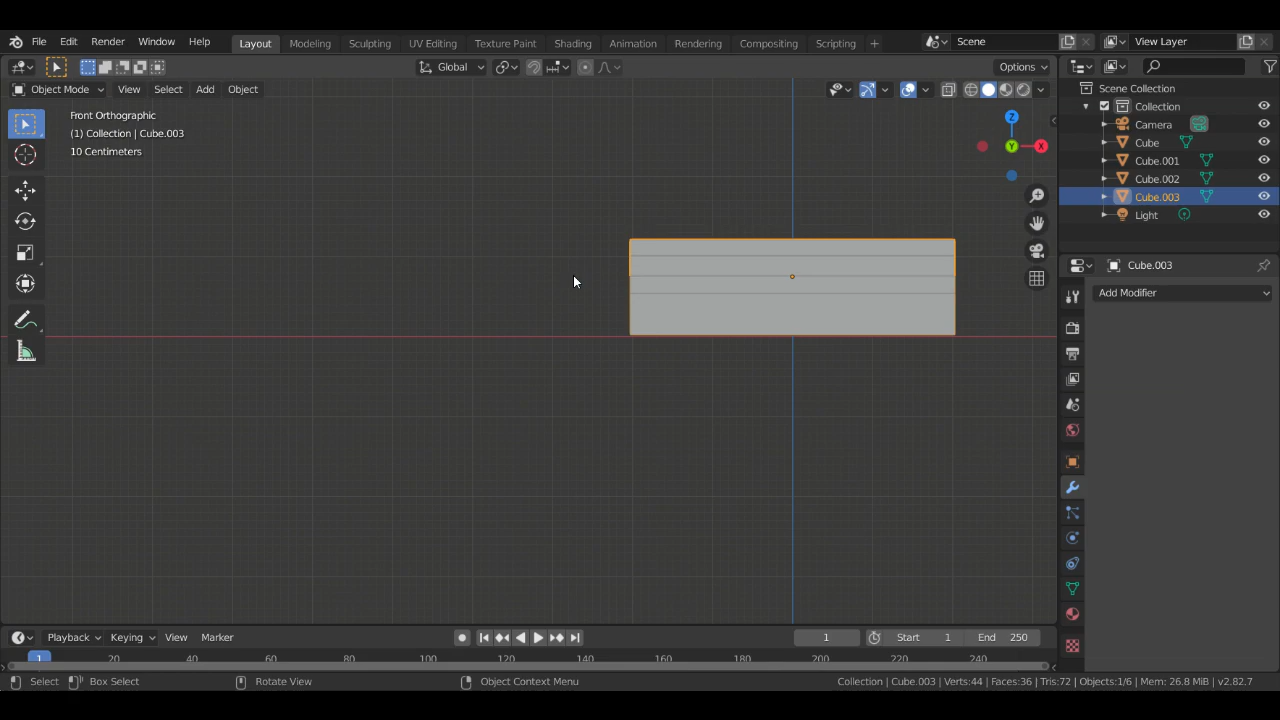 File Edit Render Window Help Layout Modeling Sculpting UV Editing Texture Paint Shading Animation Rendering Compositing Scripting + Scene View Layer
Global Options
Object Mode View Select Add Object
Front Orthographic
(1) Collection | Cube.003
10 Centimeters
Z
Y
X
Scene Collection
Collection
Camera
Cube
Cube.001
Cube.002
Cube.003
Light
Cube.003
Add Modifier
Playback Keying View Marker 1 Start 1 End 250
1 20 40 60 80 100 120 140 160 180 200 220 240
Select Box Select Rotate View Object Context Menu Collection | Cube.003 | Verts:44 | Faces:36 | Tris:72 | Objects:1/6 | Mem: 26.8 MiB | v2.82.7